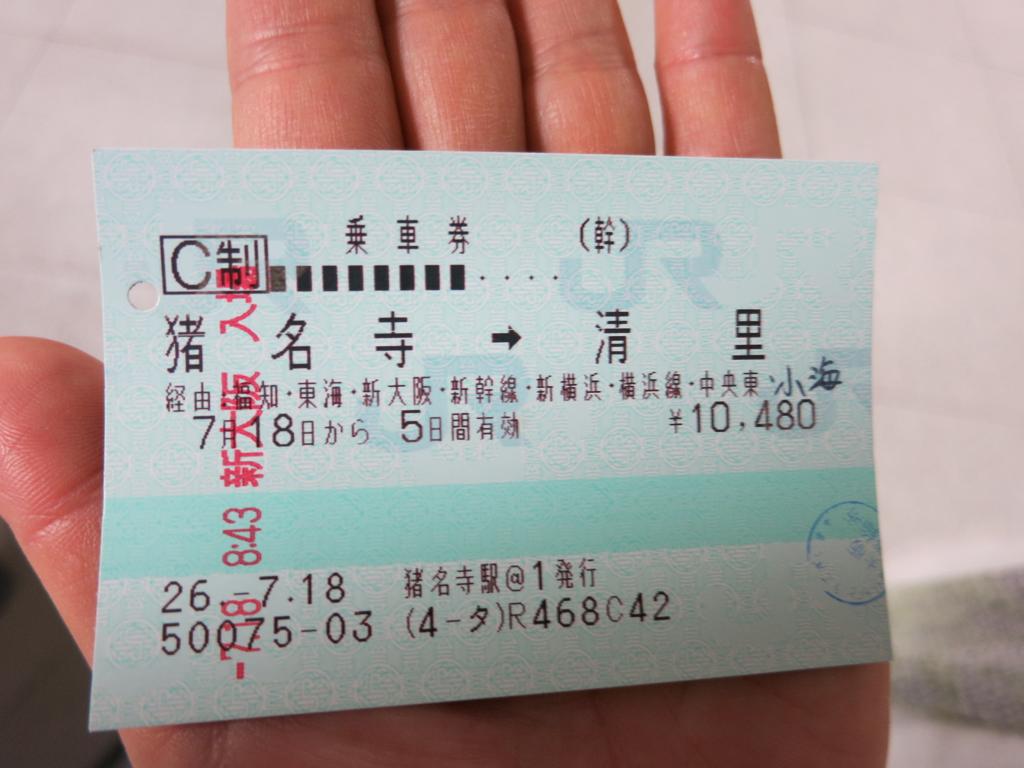 乗車券 (幹)
C制 ■■■■■■■■····
猪名寺 ➡ 清里
経由:福知・東海・新大阪・新幹線・新横浜・横浜線・中央東 小海
7月18日から 5日間有効 ¥10,480
26.-7.18 猪名寺駅@1発行
50075-03 (4-タ)R468C42
-7.18 8:43 新大阪 入場
JR